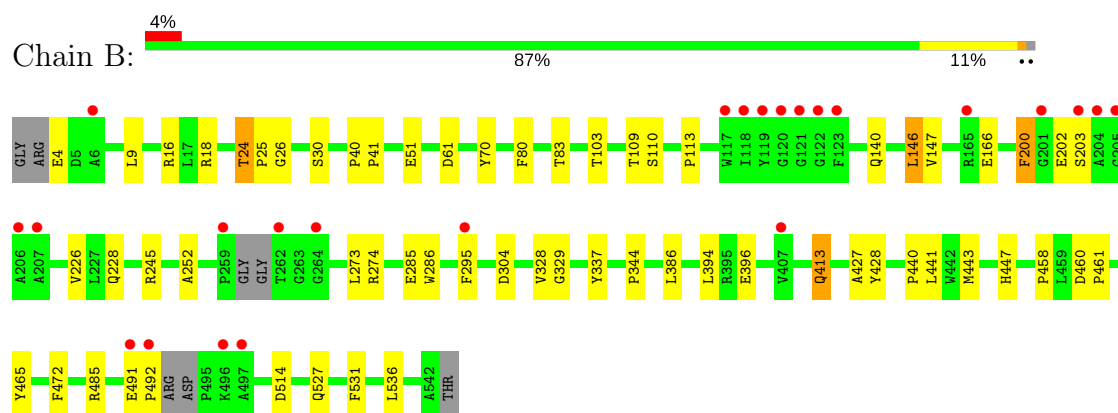 4%
Chain B:
87% 11% ••
GLY ARG E4 D5 A6 L9 R16 L17 R18 T24 P25 G26 S30 P40 P41 E51 D61 Y70 F80 T83 T103 T109 S110 P113 W117 I118 Y119 G120 G121 G122 F123 Q140 L146 V147 R165 E166 F200 G201 E202 S203 A204
A206 A207 V226 L227 Q228 R245 A252 P259 GLY GLY T262 G263 G264 L273 R274 E285 W286 F295 D304 V328 G329 Y337 P344 L386 L394 R395 E396 V407 Q413 A427 Y428 P440 L441 W442 M443 H447 P458 L459 D460 P461
Y465 F472 R485 E491 P492 ARG ASP P495 K496 A497 D514 Q527 F531 L536 A542 THR